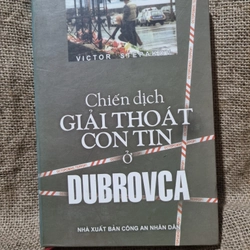 VICTOR
Chiến dịch
GIẢI THOÁT
CON TIN
Ở
DUBROVCA
NHÀ XUẤT BẢN CÔNG AN NHÂN DÂN